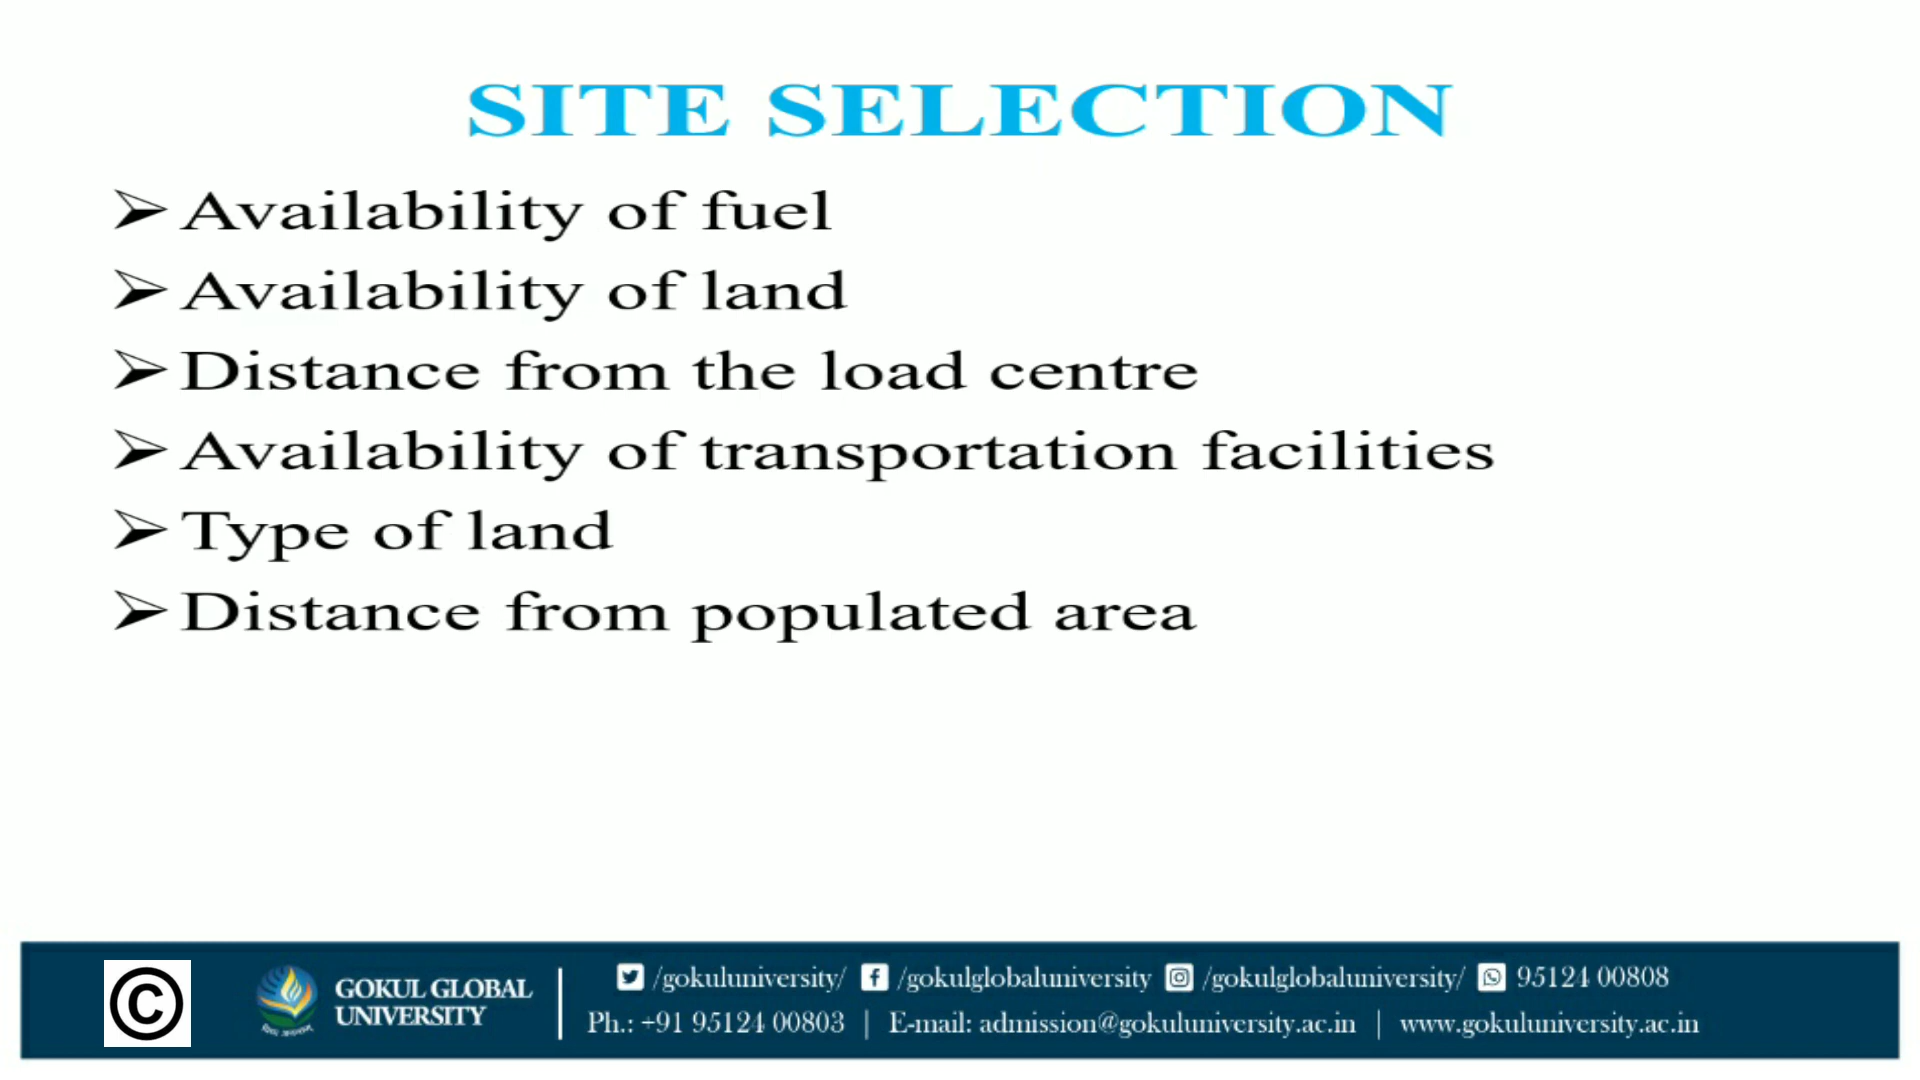 SITE SELECTION
➢ Availability of fuel
➢ Availability of land
➢ Distance from the load centre
➢ Availability of transportation facilities
➢ Type of land
➢ Distance from populated area
©
GOKUL GLOBAL
UNIVERSITY
/gokuluniversity/ /gokulglobaluniversity /gokulglobaluniversity/ 95124 00808
Ph.: +91 95124 00803 | E-mail: admission@gokuluniversity.ac.in | www.gokuluniversity.ac.in